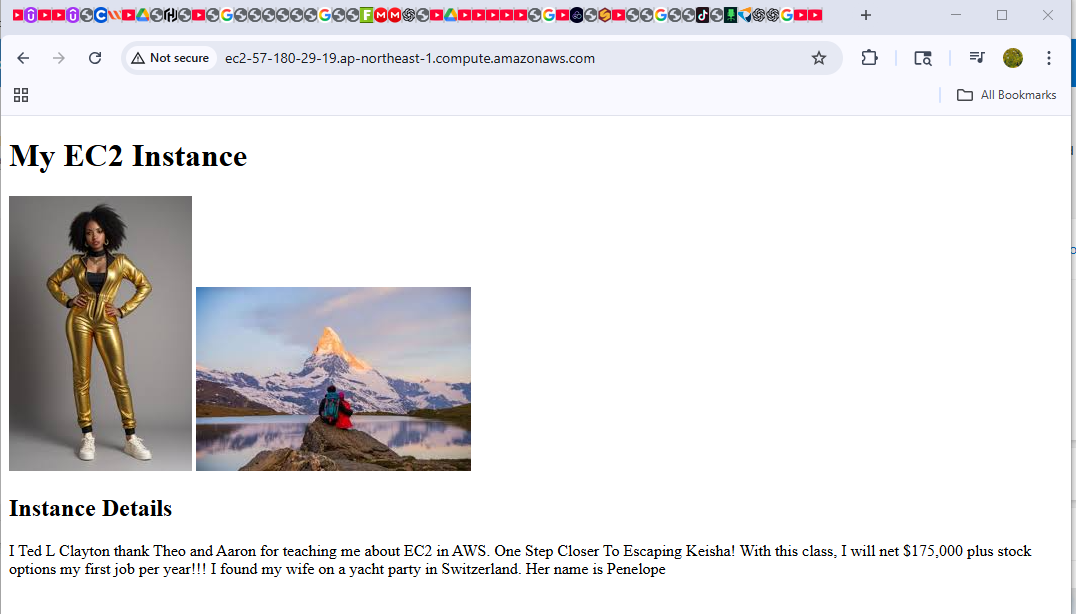 Not secure
ec2-57-180-29-19.ap-northeast-1.compute.amazonaws.com
All Bookmarks
My EC2 Instance
Instance Details
I Ted L Clayton thank Theo and Aaron for teaching me about EC2 in AWS. One Step Closer To Escaping Keisha! With this class, I will net $175,000 plus stock
options my first job per year!!! I found my wife on a yacht party in Switzerland. Her name is Penelope